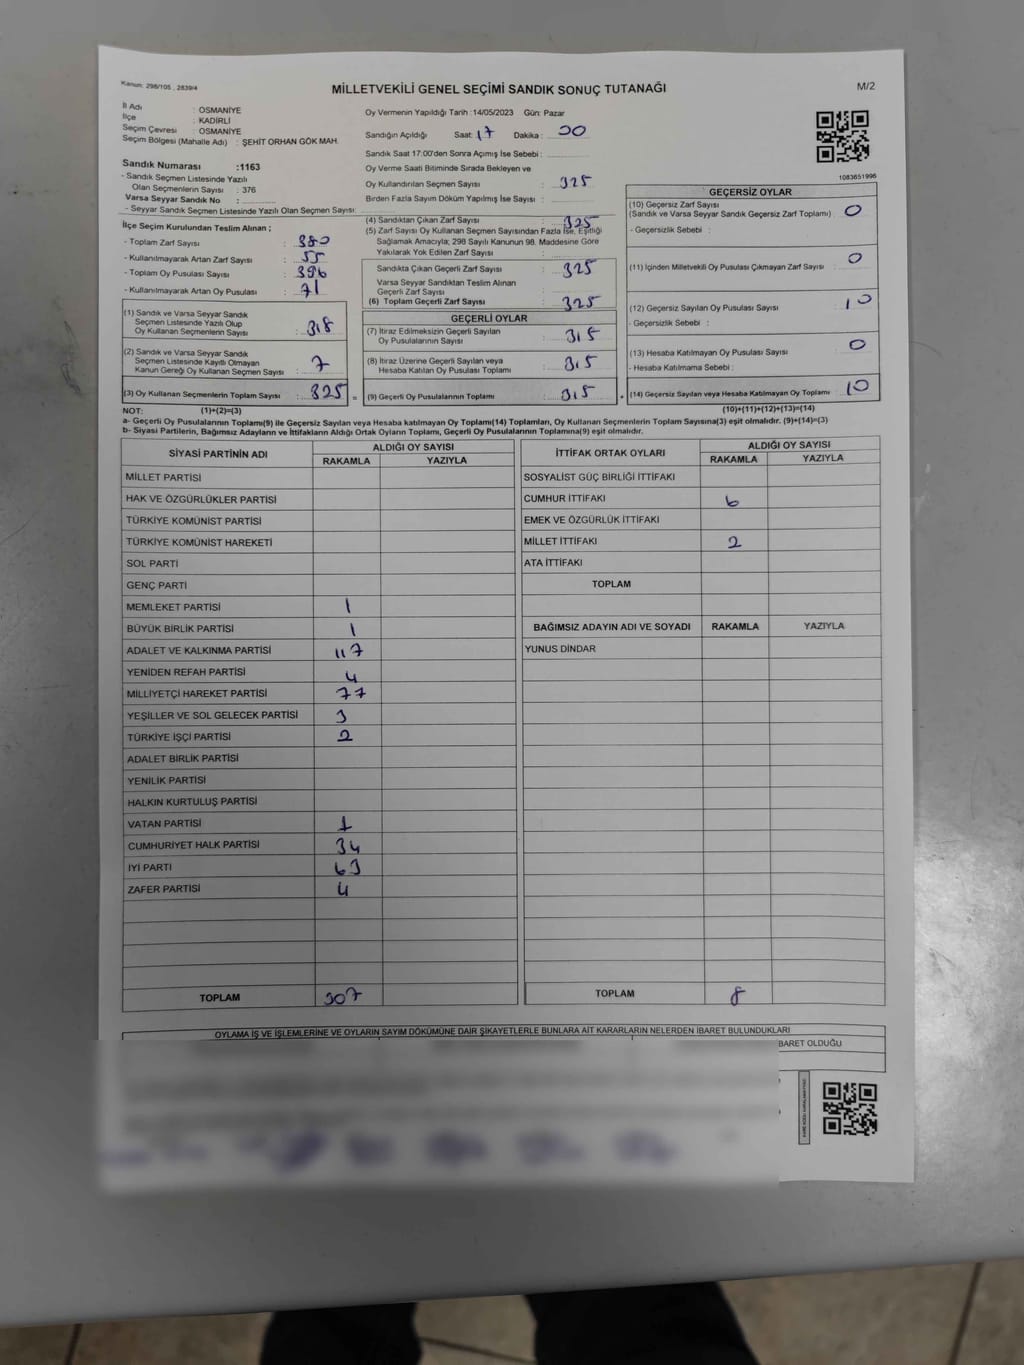 Kanun: 298/105 , 2839/4
MİLLETVEKİLİ GENEL SEÇİMİ SANDIK SONUÇ TUTANAĞI
M/2
İl Adı : OSMANİYE
İlçe : KADİRLİ
Seçim Çevresi : OSMANİYE
Seçim Bölgesi (Mahalle Adı) : ŞEHİT ORHAN GÖK MAH.
Sandık Numarası :1163
- Sandık Seçmen Listesinde Yazılı
Olan Seçmenlerin Sayısı : 376
Varsa Seyyar Sandık No :
- Seyyar Sandık Seçmen Listesinde Yazılı Olan Seçmen Sayısı:
Oy Vermenin Yapıldığı Tarih :14/05/2023 Gün: Pazar
Sandığın Açıldığı Saat: 17 Dakika : 00
Sandık Saat 17.00'den Sonra Açımış İse Sebebi :
Oy Verme Saati Bitiminde Sırada Bekleyen ve
Oy Kullandırılan Seçmen Sayısı : 325
Birden Fazla Sayım Döküm Yapılmış İse Sayısı :
1083651996
İlçe Seçim Kurulundan Teslim Alınan ;
- Toplam Zarf Sayısı : 380
- Kullanılmayarak Artan Zarf Sayısı : 55
- Toplam Oy Pusulası Sayısı : 396
- Kullanılmayarak Artan Oy Pusulası : 71
(1) Sandık ve Varsa Seyyar Sandık
Seçmen Listesinde Yazılı Olup
Oy Kullanan Seçmenlerin Sayısı : 318
(2) Sandık ve Varsa Seyyar Sandık
Seçmen Listesinde Kayıtlı Olmayan
Kanun Gereği Oy Kullanan Seçmen Sayısı : 7
(3) Oy Kullanan Seçmenlerin Toplam Sayısı : 325 =
(4) Sandıktan Çıkan Zarf Sayısı : 325
(5) Zarf Sayısı Oy Kullanan Seçmen Sayısından Fazla İse, Eşitliği
Sağlamak Amacıyla; 298 Sayılı Kanunun 98. Maddesine Göre
Yakılarak Yok Edilen Zarf Sayısı :
Sandıkta Çıkan Geçerli Zarf Sayısı : 325
Varsa Seyyar Sandıktan Teslim Alınan
Geçerli Zarf Sayısı :
(6) Toplam Geçerli Zarf Sayısı : 325
GEÇERLİ OYLAR
(7) İtiraz Edilmeksizin Geçerli Sayılan
Oy Pusulalarının Sayısı : 315
(8) İtiraz Üzerine Geçerli Sayılan veya
Hesaba Katılan Oy Pusulası Toplamı : 315
(9) Geçerli Oy Pusulalarının Toplamı : 315 +
GEÇERSİZ OYLAR
(10) Geçersiz Zarf Sayısı : 0
(Sandık ve Varsa Seyyar Sandık Geçersiz Zarf Toplamı)
- Geçersizlik Sebebi :
(11) İçinden Milletvekili Oy Pusulası Çıkmayan Zarf Sayısı : 0
(12) Geçersiz Sayılan Oy Pusulası Sayısı : 10
- Geçersizlik Sebebi :
(13) Hesaba Katılmayan Oy Pusulası Sayısı : 0
- Hesaba Katılmama Sebebi :
(14) Geçersiz Sayılan veya Hesaba Katılmayan Oy Toplamı : 10
NOT: (1)+(2)=(3) (10)+(11)+(12)+(13)=(14)
a- Geçerli Oy Pusulasının Toplamı(9) ile Geçersiz Sayılan veya Hesaba katılmayan Oy Toplamı(14) Toplamları, Oy Kullanan Seçmenlerin Toplam Sayısına(3) eşit olmalıdır. (9)+(14)=(3)
b- Siyasi Partilerin, Bağımsız Adayların ve İttifakların Aldığı Ortak Oyların Toplamı, Geçerli Oy Pusulalarının Toplamına(9) eşit olmalıdır.
SİYASİ PARTİNİN ADI ALDIĞI OY SAYISI
RAKAMLA YAZIYLA
MİLLET PARTİSİ
HAK VE ÖZGÜRLÜKLER PARTİSİ
TÜRKİYE KOMÜNİST PARTİSİ
TÜRKİYE KOMÜNİST HAREKETİ
SOL PARTİ
GENÇ PARTİ
MEMLEKET PARTİSİ 1
BÜYÜK BİRLİK PARTİSİ 1
ADALET VE KALKINMA PARTİSİ 117
YENİDEN REFAH PARTİSİ 4
MİLLİYETÇİ HAREKET PARTİSİ 77
YEŞİLLER VE SOL GELECEK PARTİSİ 3
TÜRKİYE İŞÇİ PARTİSİ 2
ADALET BİRLİK PARTİSİ
YENİLİK PARTİSİ
HALKIN KURTULUŞ PARTİSİ
VATAN PARTİSİ 1
CUMHURİYET HALK PARTİSİ 34
İYİ PARTİ 63
ZAFER PARTİSİ 4
TOPLAM 307
İTTİFAK ORTAK OYLARI ALDIĞI OY SAYISI
RAKAMLA YAZIYLA
SOSYALİST GÜÇ BİRLİĞİ İTTİFAKI
CUMHUR İTTİFAKI 6
EMEK VE ÖZGÜRLÜK İTTİFAKI
MİLLET İTTİFAKI 2
ATA İTTİFAKI
TOPLAM
BAĞIMSIZ ADAYIN ADI VE SOYADI RAKAMLA YAZIYLA
YUNUS DİNDAR
TOPLAM 8
OYLAMA İŞ VE İŞLEMLERİNE VE OYLARIN SAYIM DÖKÜMÜNE DAİR ŞİKAYETLERLE BUNLARA AİT KARARLARIN NELERDEN İBARET BULUNDUKLARI
BARET OLDUĞU